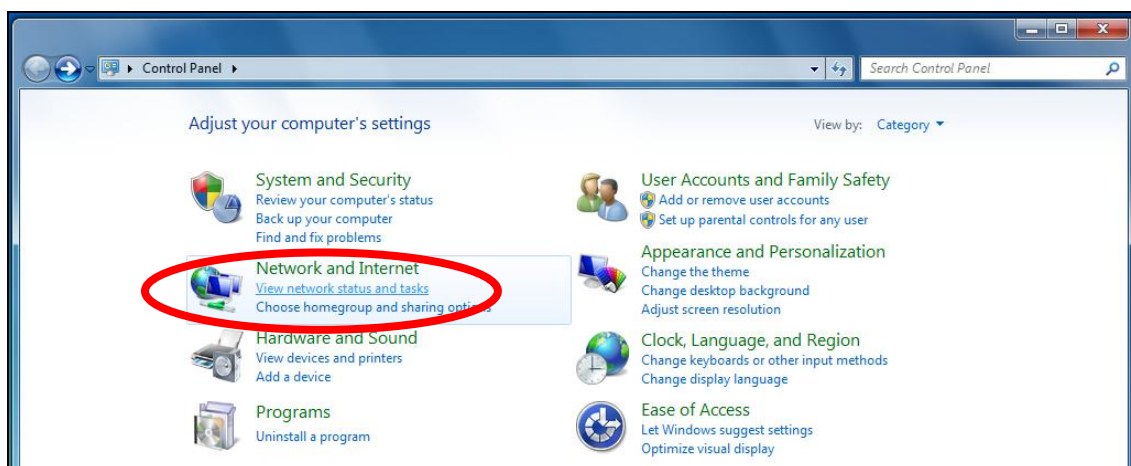 Control Panel
Search Control Panel
Adjust your computer's settings
View by: Category
System and Security
Review your computer's status
Back up your computer
Find and fix problems
Network and Internet
View network status and tasks
Choose homegroup and sharing options
Hardware and Sound
View devices and printers
Add a device
Programs
Uninstall a program
User Accounts and Family Safety
Add or remove user accounts
Set up parental controls for any user
Appearance and Personalization
Change the theme
Change desktop background
Adjust screen resolution
Clock, Language, and Region
Change keyboards or other input methods
Change display language
Ease of Access
Let Windows suggest settings
Optimize visual display